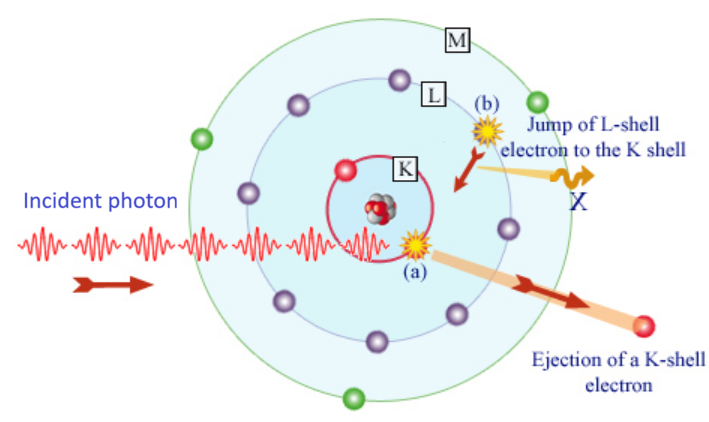 M
L
(b)
Jump of L-shell
electron to the K shell
K
X
Incident photon
(a)
Ejection of a K-shell
electron